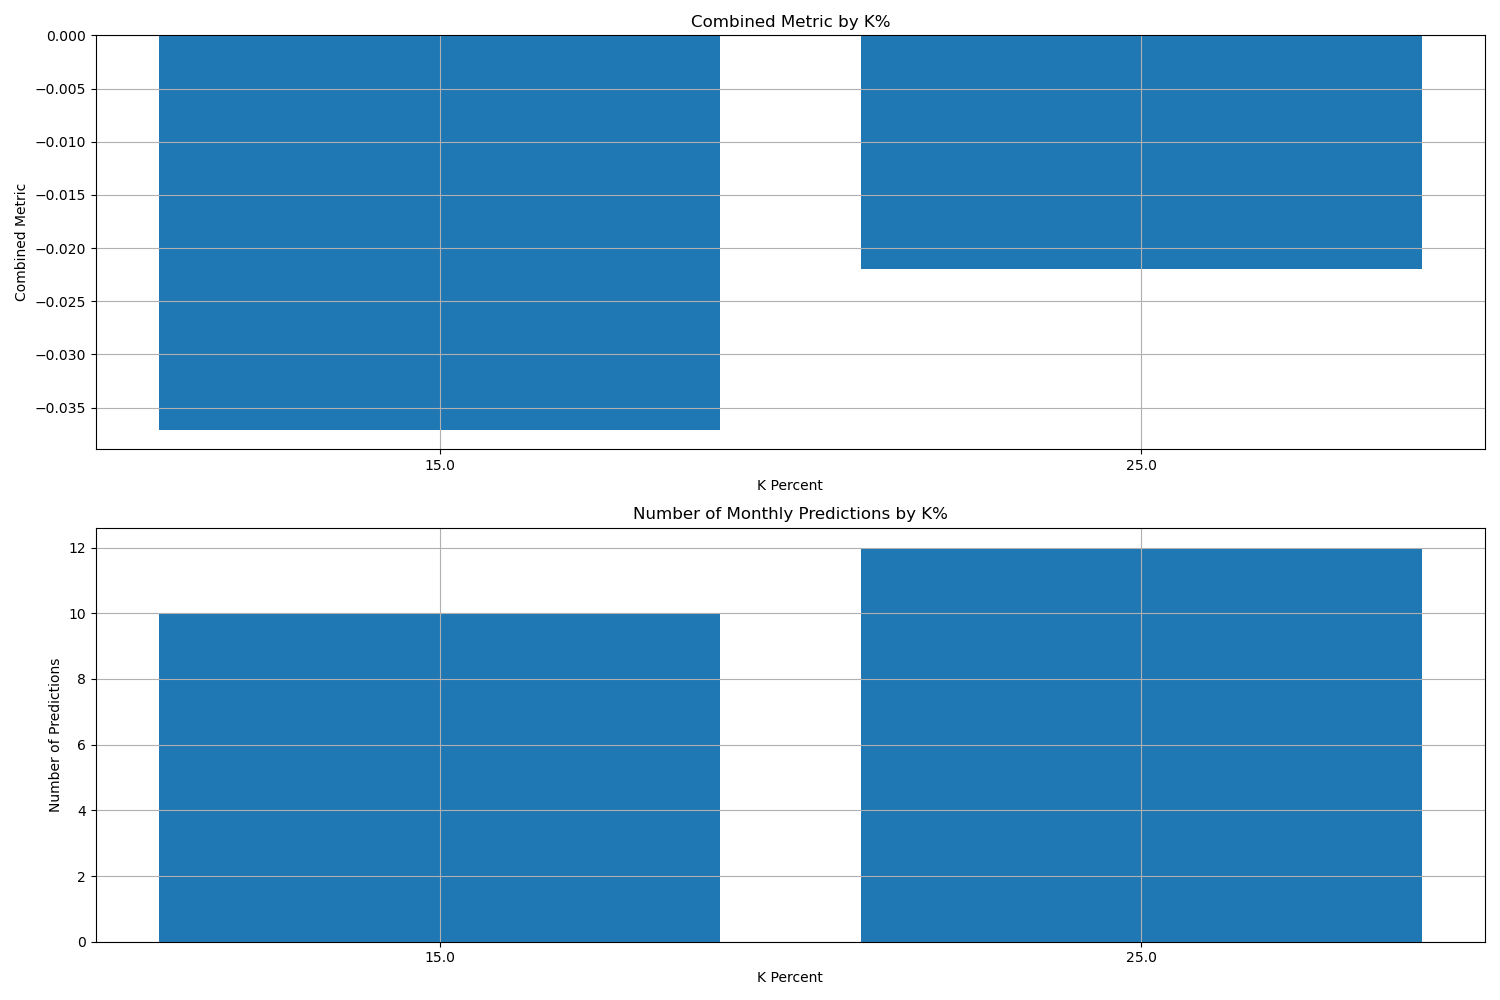 Combined Metric by K%
0.000
−0.005
−0.010
−0.015
−0.020
−0.025
−0.030
−0.035
Combined Metric
15.0 25.0
K Percent
Number of Monthly Predictions by K%
12
10
8
6
4
2
0
Number of Predictions
15.0 25.0
K Percent